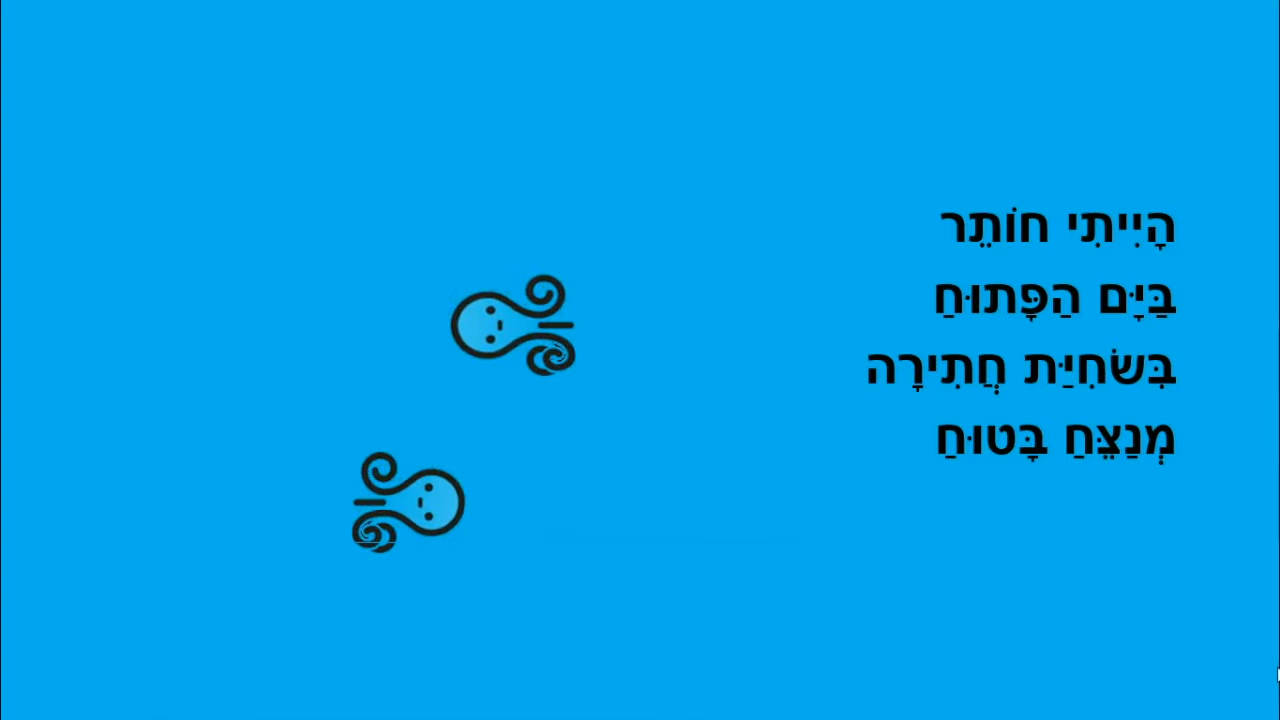 הָיִיתִי חוֹתֵר
בַּיָּם הַפָּתוּחַ
בִּשְׂחִיַּת חֲתִירָה
מְנַצֵּחַ בָּטוּחַ